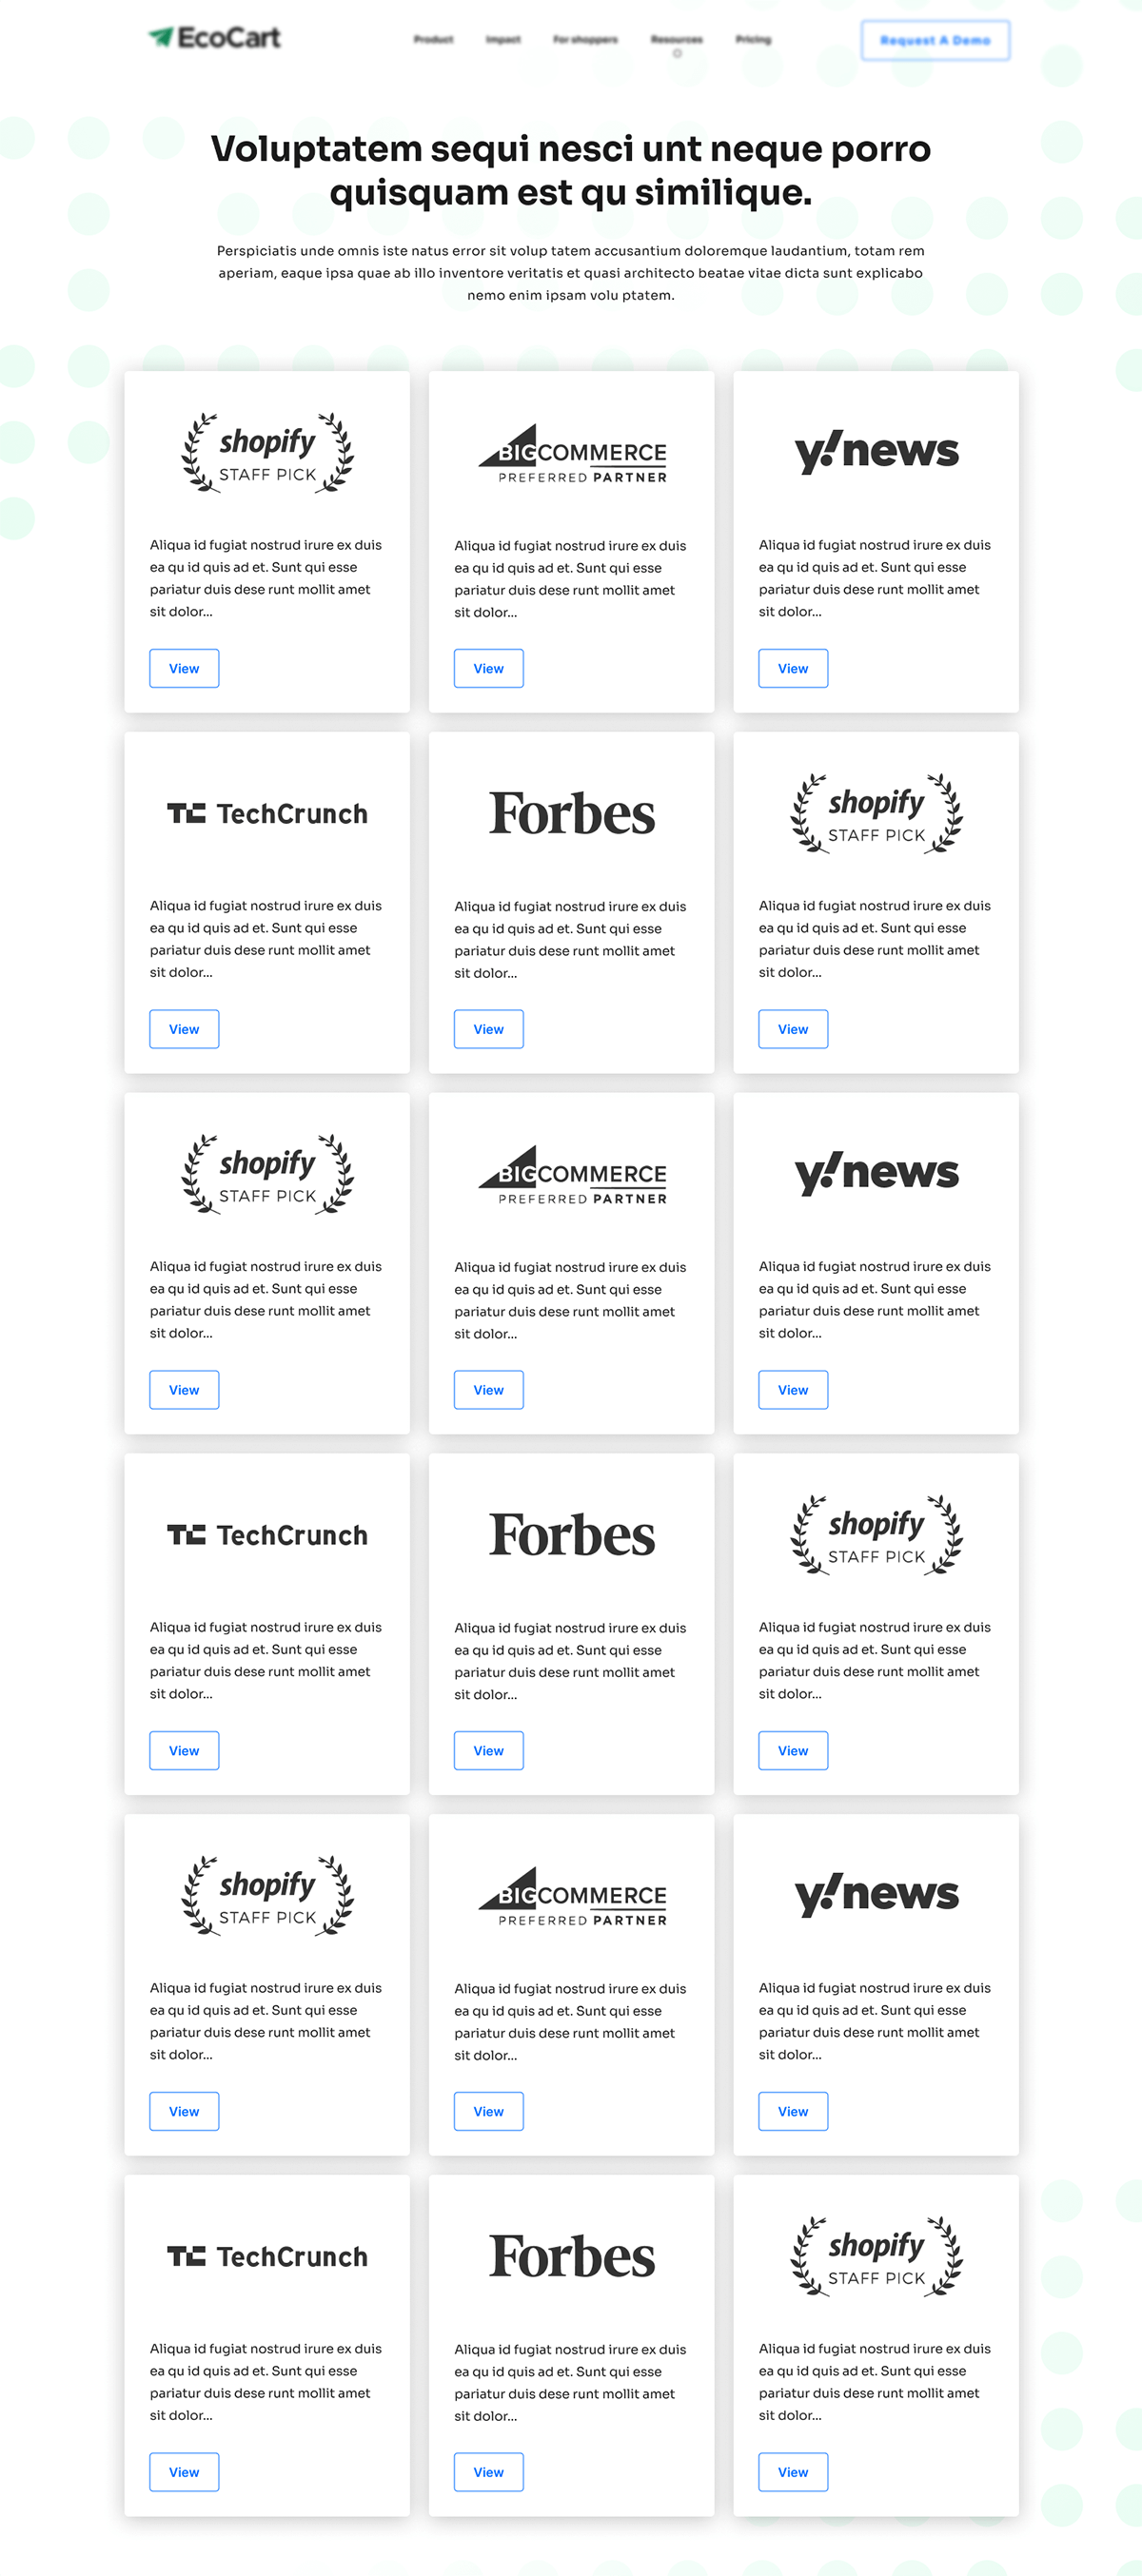 EcoCart
Product Impact For shoppers Resources Pricing
Request A Demo
Voluptatem sequi nesci unt neque porro
quisquam est qu similique.
Perspiciatis unde omnis iste natus error sit volup tatem accusantium doloremque laudantium, totam rem
aperiam, eaque ipsa quae ab illo inventore veritatis et quasi architecto beatae vitae dicta sunt explicabo
nemo enim ipsam volu ptatem.
shopify
STAFF PICK
Aliqua id fugiat nostrud irure ex duis
ea qu id quis ad et. Sunt qui esse
pariatur duis dese runt mollit amet
sit dolor...
View
BIGCOMMERCE
PREFERRED PARTNER
Aliqua id fugiat nostrud irure ex duis
ea qu id quis ad et. Sunt qui esse
pariatur duis dese runt mollit amet
sit dolor...
View
y!news
Aliqua id fugiat nostrud irure ex duis
ea qu id quis ad et. Sunt qui esse
pariatur duis dese runt mollit amet
sit dolor...
View
TC TechCrunch
Aliqua id fugiat nostrud irure ex duis
ea qu id quis ad et. Sunt qui esse
pariatur duis dese runt mollit amet
sit dolor...
View
Forbes
Aliqua id fugiat nostrud irure ex duis
ea qu id quis ad et. Sunt qui esse
pariatur duis dese runt mollit amet
sit dolor...
View
shopify
STAFF PICK
Aliqua id fugiat nostrud irure ex duis
ea qu id quis ad et. Sunt qui esse
pariatur duis dese runt mollit amet
sit dolor...
View
shopify
STAFF PICK
Aliqua id fugiat nostrud irure ex duis
ea qu id quis ad et. Sunt qui esse
pariatur duis dese runt mollit amet
sit dolor...
View
BIGCOMMERCE
PREFERRED PARTNER
Aliqua id fugiat nostrud irure ex duis
ea qu id quis ad et. Sunt qui esse
pariatur duis dese runt mollit amet
sit dolor...
View
y!news
Aliqua id fugiat nostrud irure ex duis
ea qu id quis ad et. Sunt qui esse
pariatur duis dese runt mollit amet
sit dolor...
View
TC TechCrunch
Aliqua id fugiat nostrud irure ex duis
ea qu id quis ad et. Sunt qui esse
pariatur duis dese runt mollit amet
sit dolor...
View
Forbes
Aliqua id fugiat nostrud irure ex duis
ea qu id quis ad et. Sunt qui esse
pariatur duis dese runt mollit amet
sit dolor...
View
shopify
STAFF PICK
Aliqua id fugiat nostrud irure ex duis
ea qu id quis ad et. Sunt qui esse
pariatur duis dese runt mollit amet
sit dolor...
View
shopify
STAFF PICK
Aliqua id fugiat nostrud irure ex duis
ea qu id quis ad et. Sunt qui esse
pariatur duis dese runt mollit amet
sit dolor...
View
BIGCOMMERCE
PREFERRED PARTNER
Aliqua id fugiat nostrud irure ex duis
ea qu id quis ad et. Sunt qui esse
pariatur duis dese runt mollit amet
sit dolor...
View
y!news
Aliqua id fugiat nostrud irure ex duis
ea qu id quis ad et. Sunt qui esse
pariatur duis dese runt mollit amet
sit dolor...
View
TC TechCrunch
Aliqua id fugiat nostrud irure ex duis
ea qu id quis ad et. Sunt qui esse
pariatur duis dese runt mollit amet
sit dolor...
View
Forbes
Aliqua id fugiat nostrud irure ex duis
ea qu id quis ad et. Sunt qui esse
pariatur duis dese runt mollit amet
sit dolor...
View
shopify
STAFF PICK
Aliqua id fugiat nostrud irure ex duis
ea qu id quis ad et. Sunt qui esse
pariatur duis dese runt mollit amet
sit dolor...
View